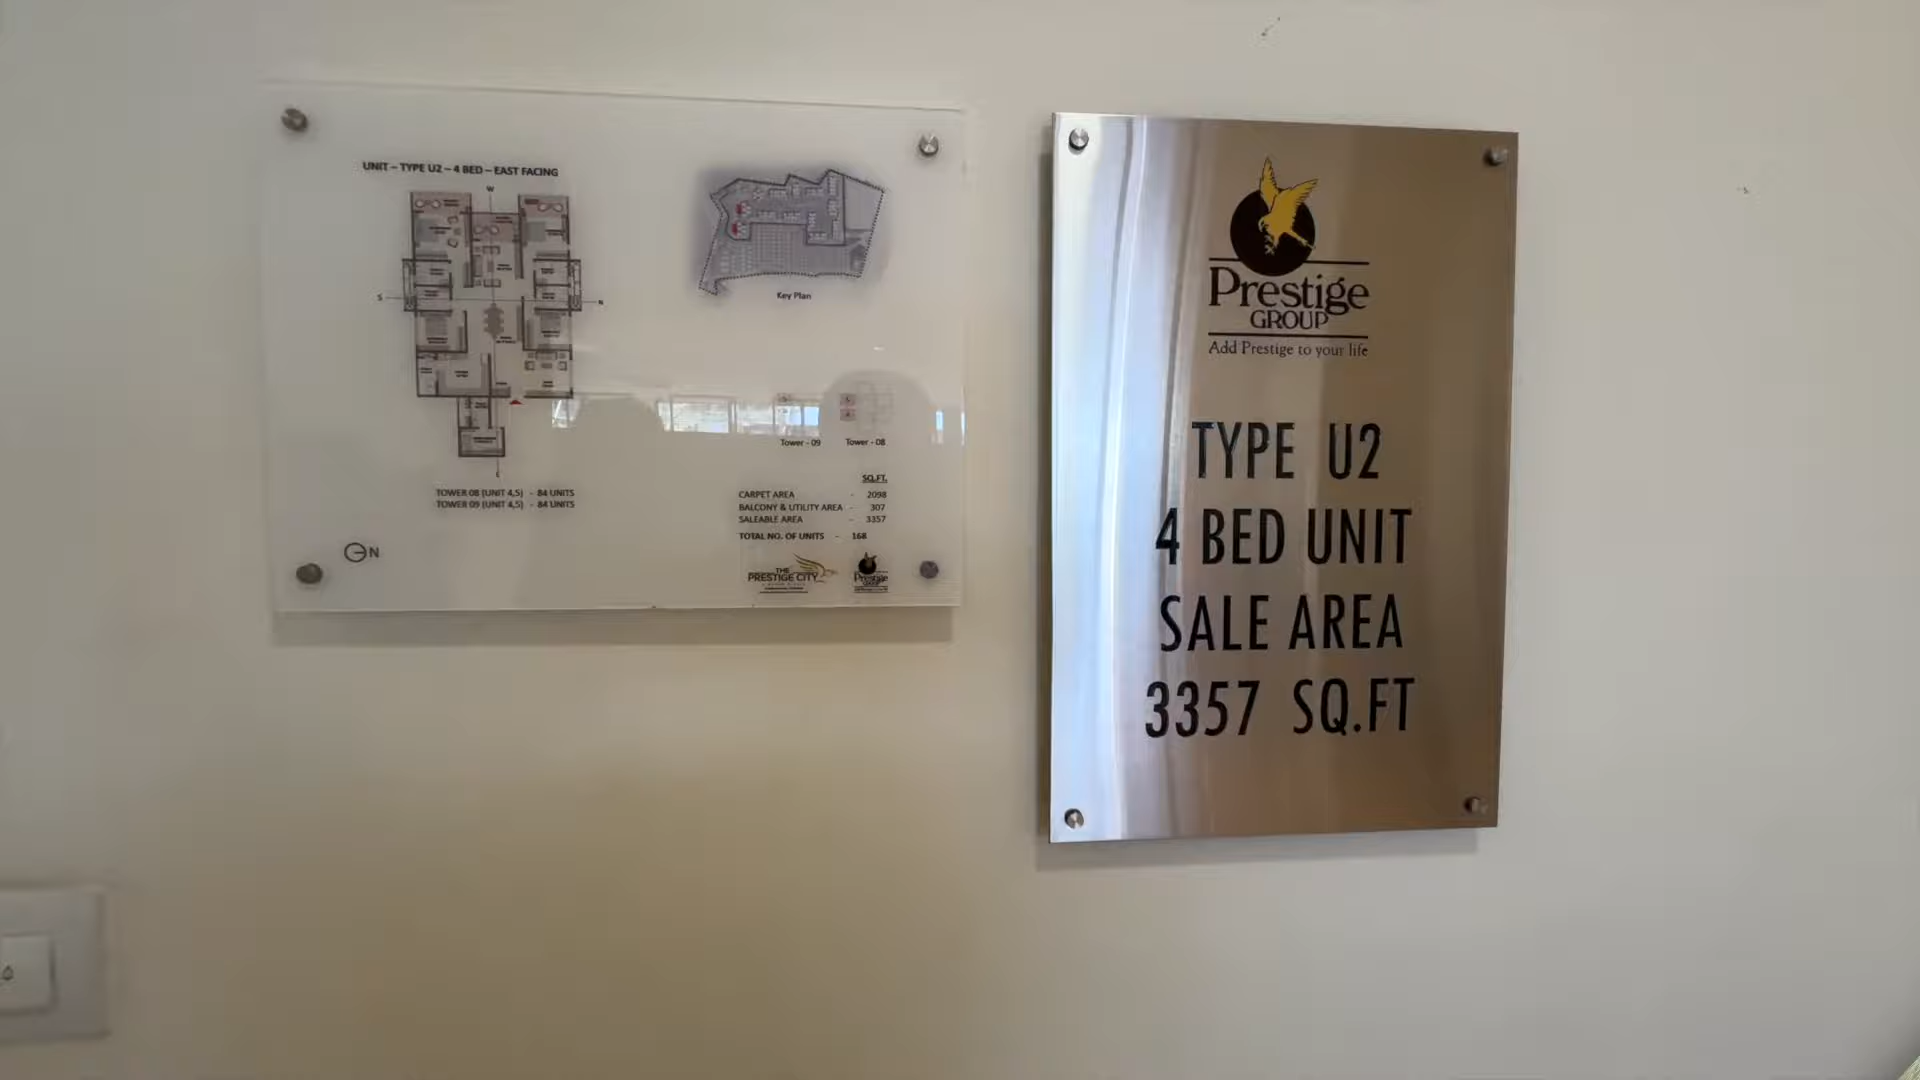 UNIT – TYPE U2 – 4 BED – EAST FACING
W
S
N
TOWER 08 (UNIT 4,5) - 84 UNITS
TOWER 09 (UNIT 4,5) - 84 UNITS
N
Key Plan
Tower - 09 Tower - 08
SQ.FT.
CARPET AREA - 2098
BALCONY & UTILITY AREA - 307
SALEABLE AREA - 3357
TOTAL NO. OF UNITS - 168
THE
PRESTIGE CITY
Prestige
GROUP
Prestige
GROUP
Add Prestige to your life
TYPE U2
4 BED UNIT
SALE AREA
3357 SQ.FT